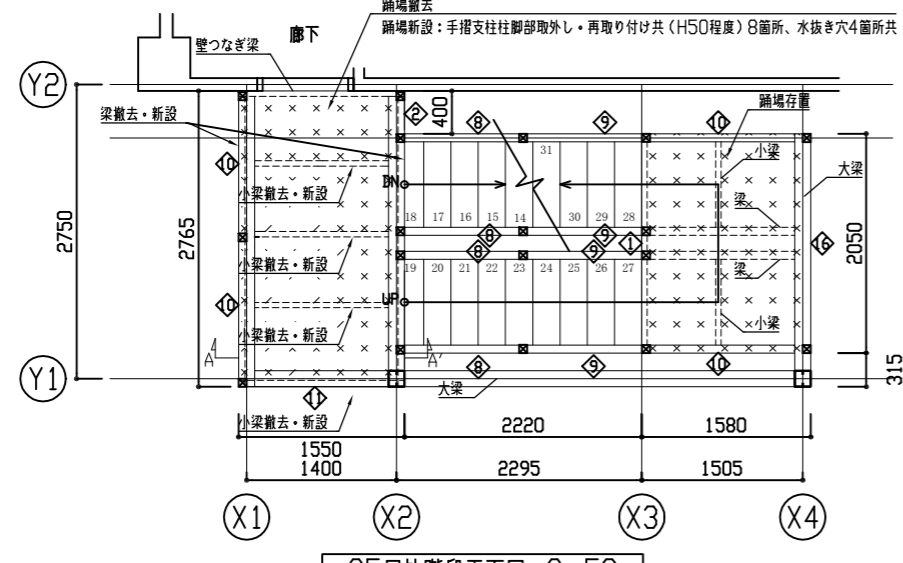 踊場撤去
踊場新設：手摺支柱柱脚部取外し・再取り付け共（H50程度）8箇所、水抜き穴4箇所共
廊下
壁つなぎ梁
Y2
梁撤去・新設
2
400
8
9
10
踊場存置
小梁
大梁
31
10
小梁撤去・新設
DN
梁
18 17 16 15 14 30 29 28
2750
2765
8
9
1
16
2050
小梁撤去・新設
8
9
19 20 21 22 23 24 25 26 27
梁
10
UP
小梁
小梁撤去・新設
A
A'
8
9
10
315
Y1
大梁
11
小梁撤去・新設
2220
1580
1550
1400
2295
1505
X1
X2
X3
X4